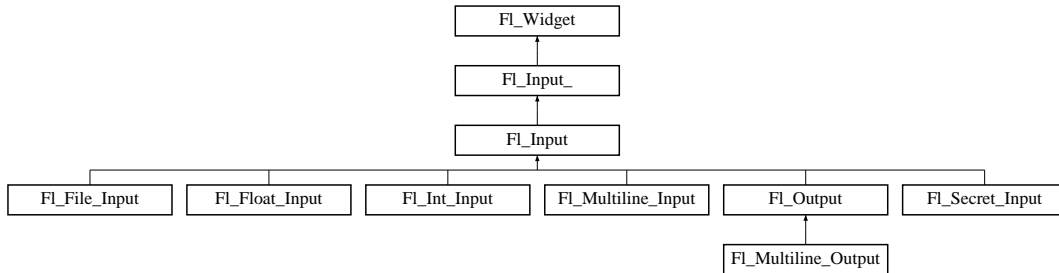 Fl_Widget
Fl_Input_
Fl_Input
Fl_File_Input Fl_Float_Input Fl_Int_Input Fl_Multiline_Input Fl_Output Fl_Secret_Input
Fl_Multiline_Output